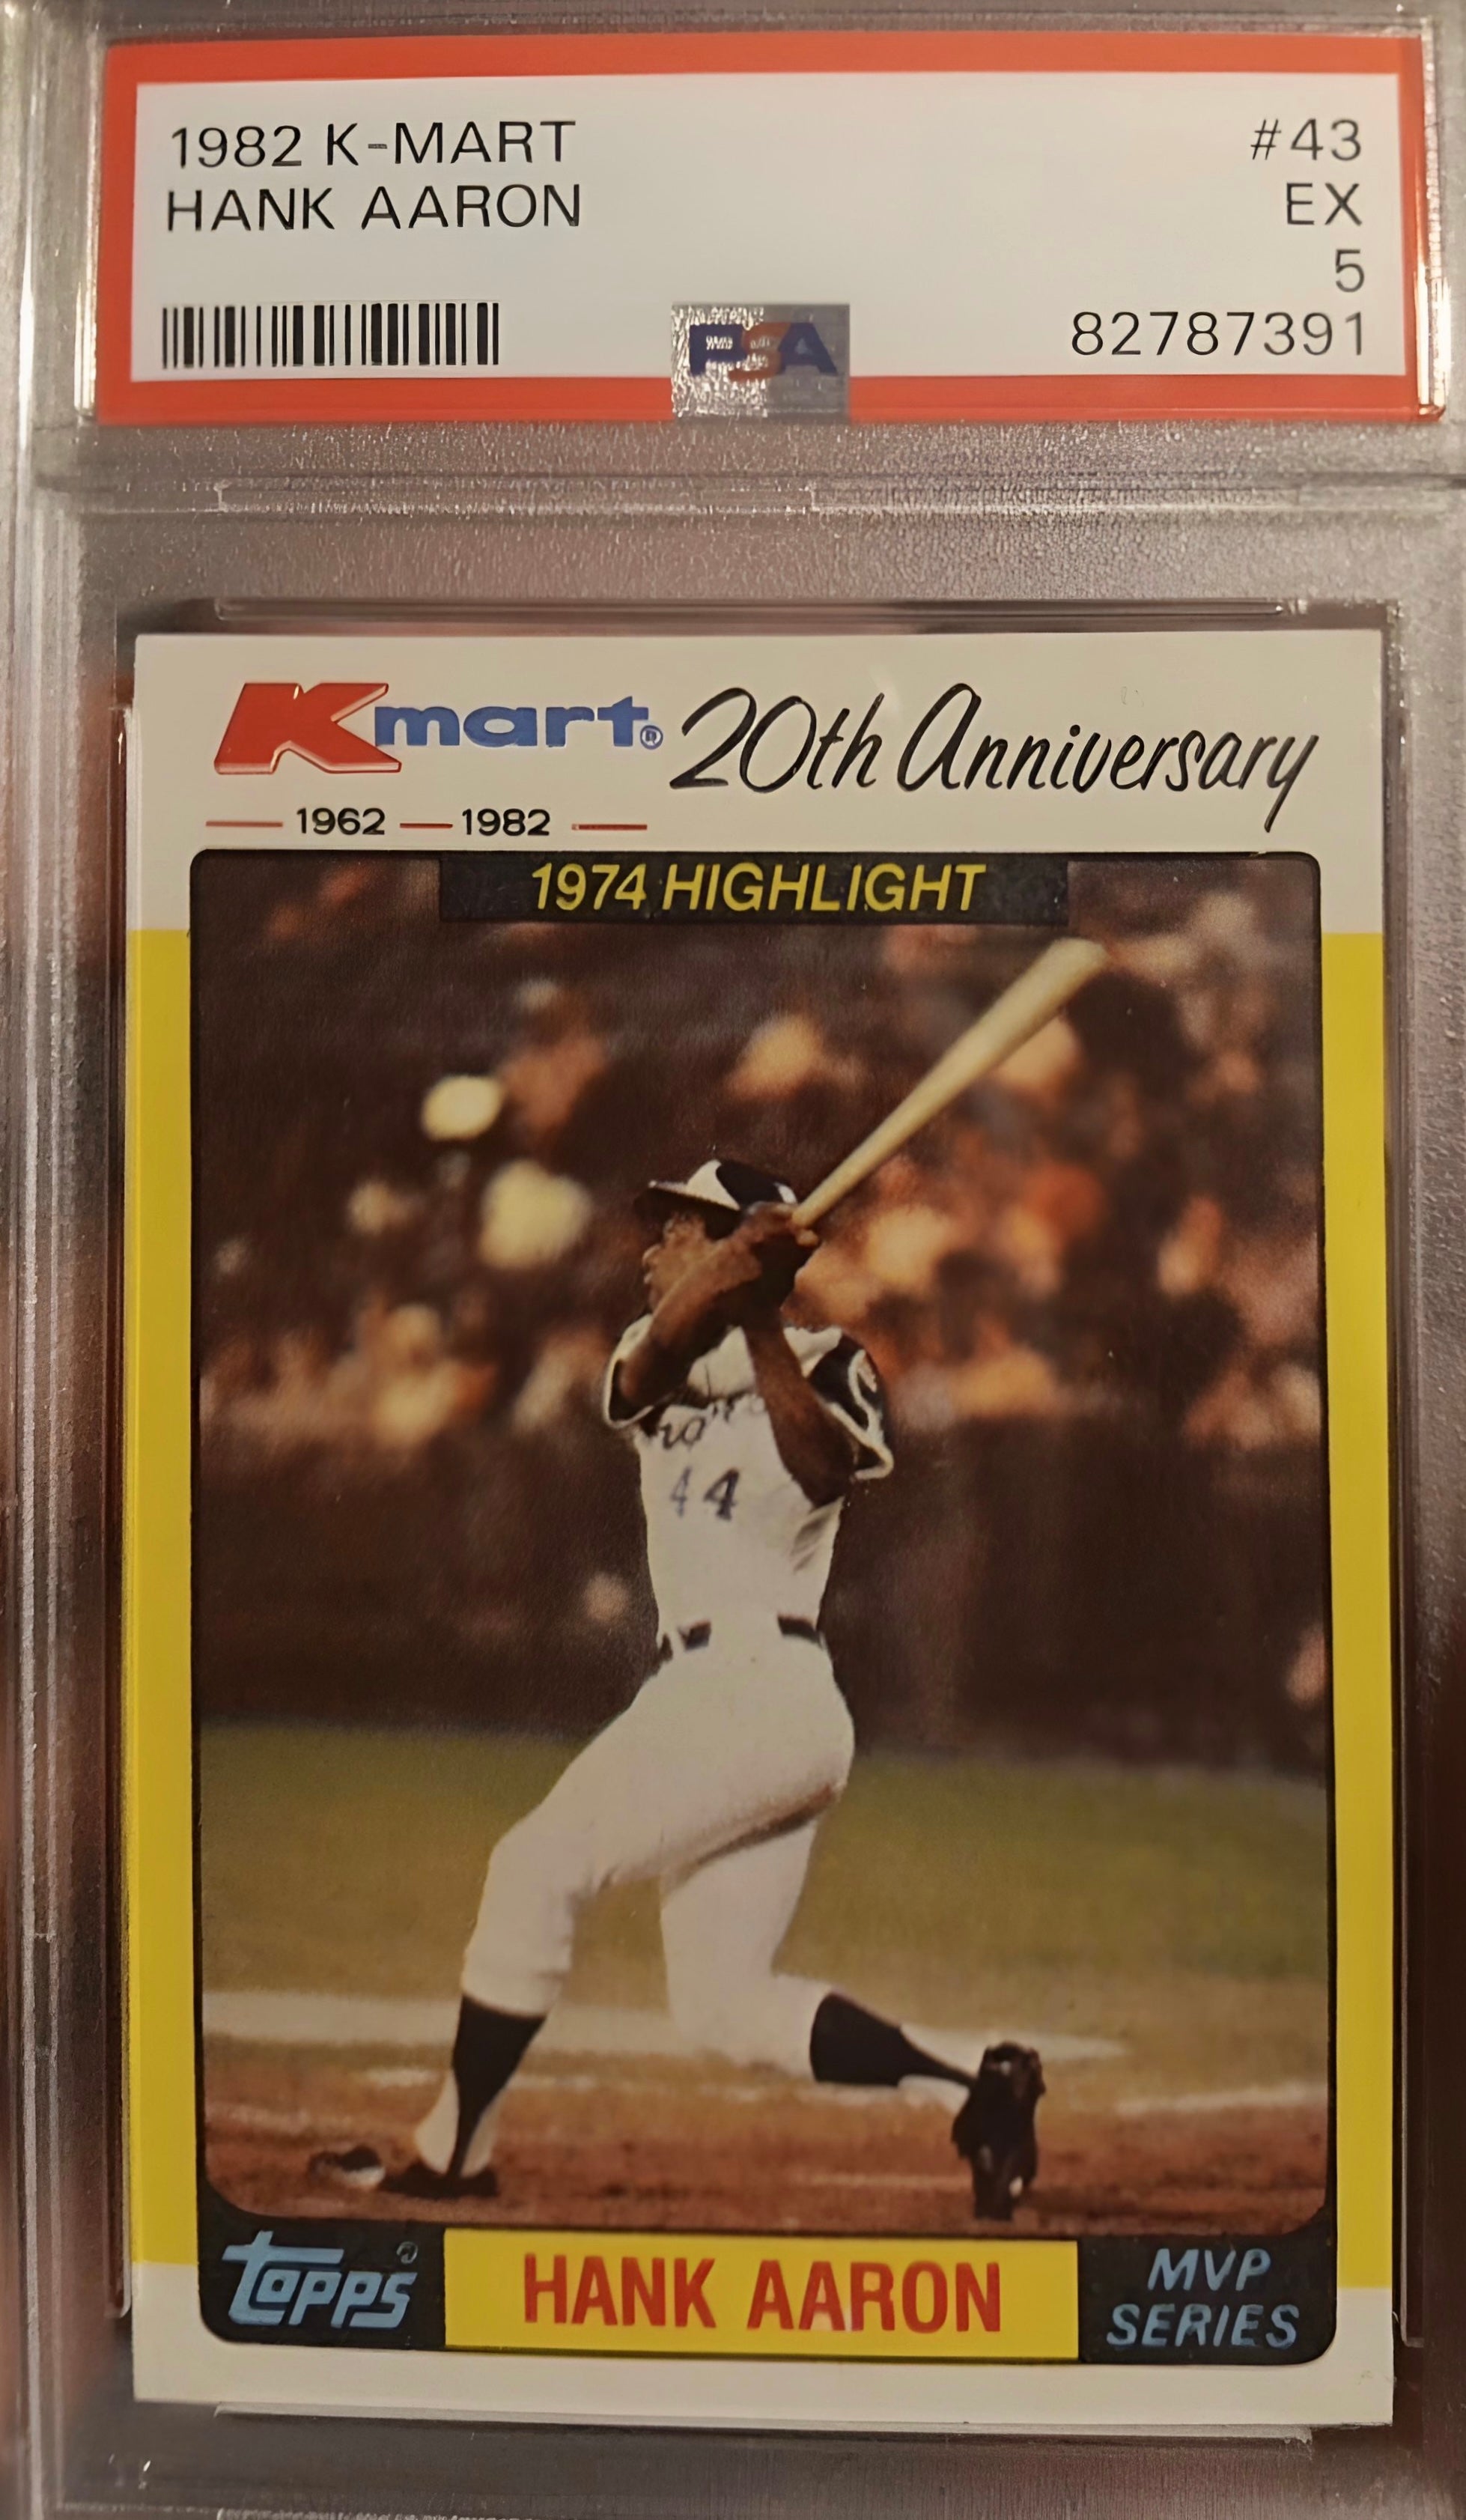 1982 K-MART #43
HANK AARON EX
5
82787391
PSA
Kmart® 20th Anniversary
1962 1982
1974 HIGHLIGHT
44
TOPPS® HANK AARON MVP
SERIES